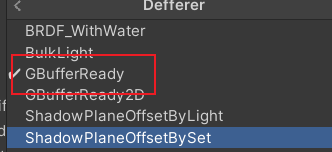 Defferer
BRDF_WithWater
BulkLight
GBufferReady
GBufferReady2D
ShadowPlaneOffsetByLight
ShadowPlaneOffsetBySet